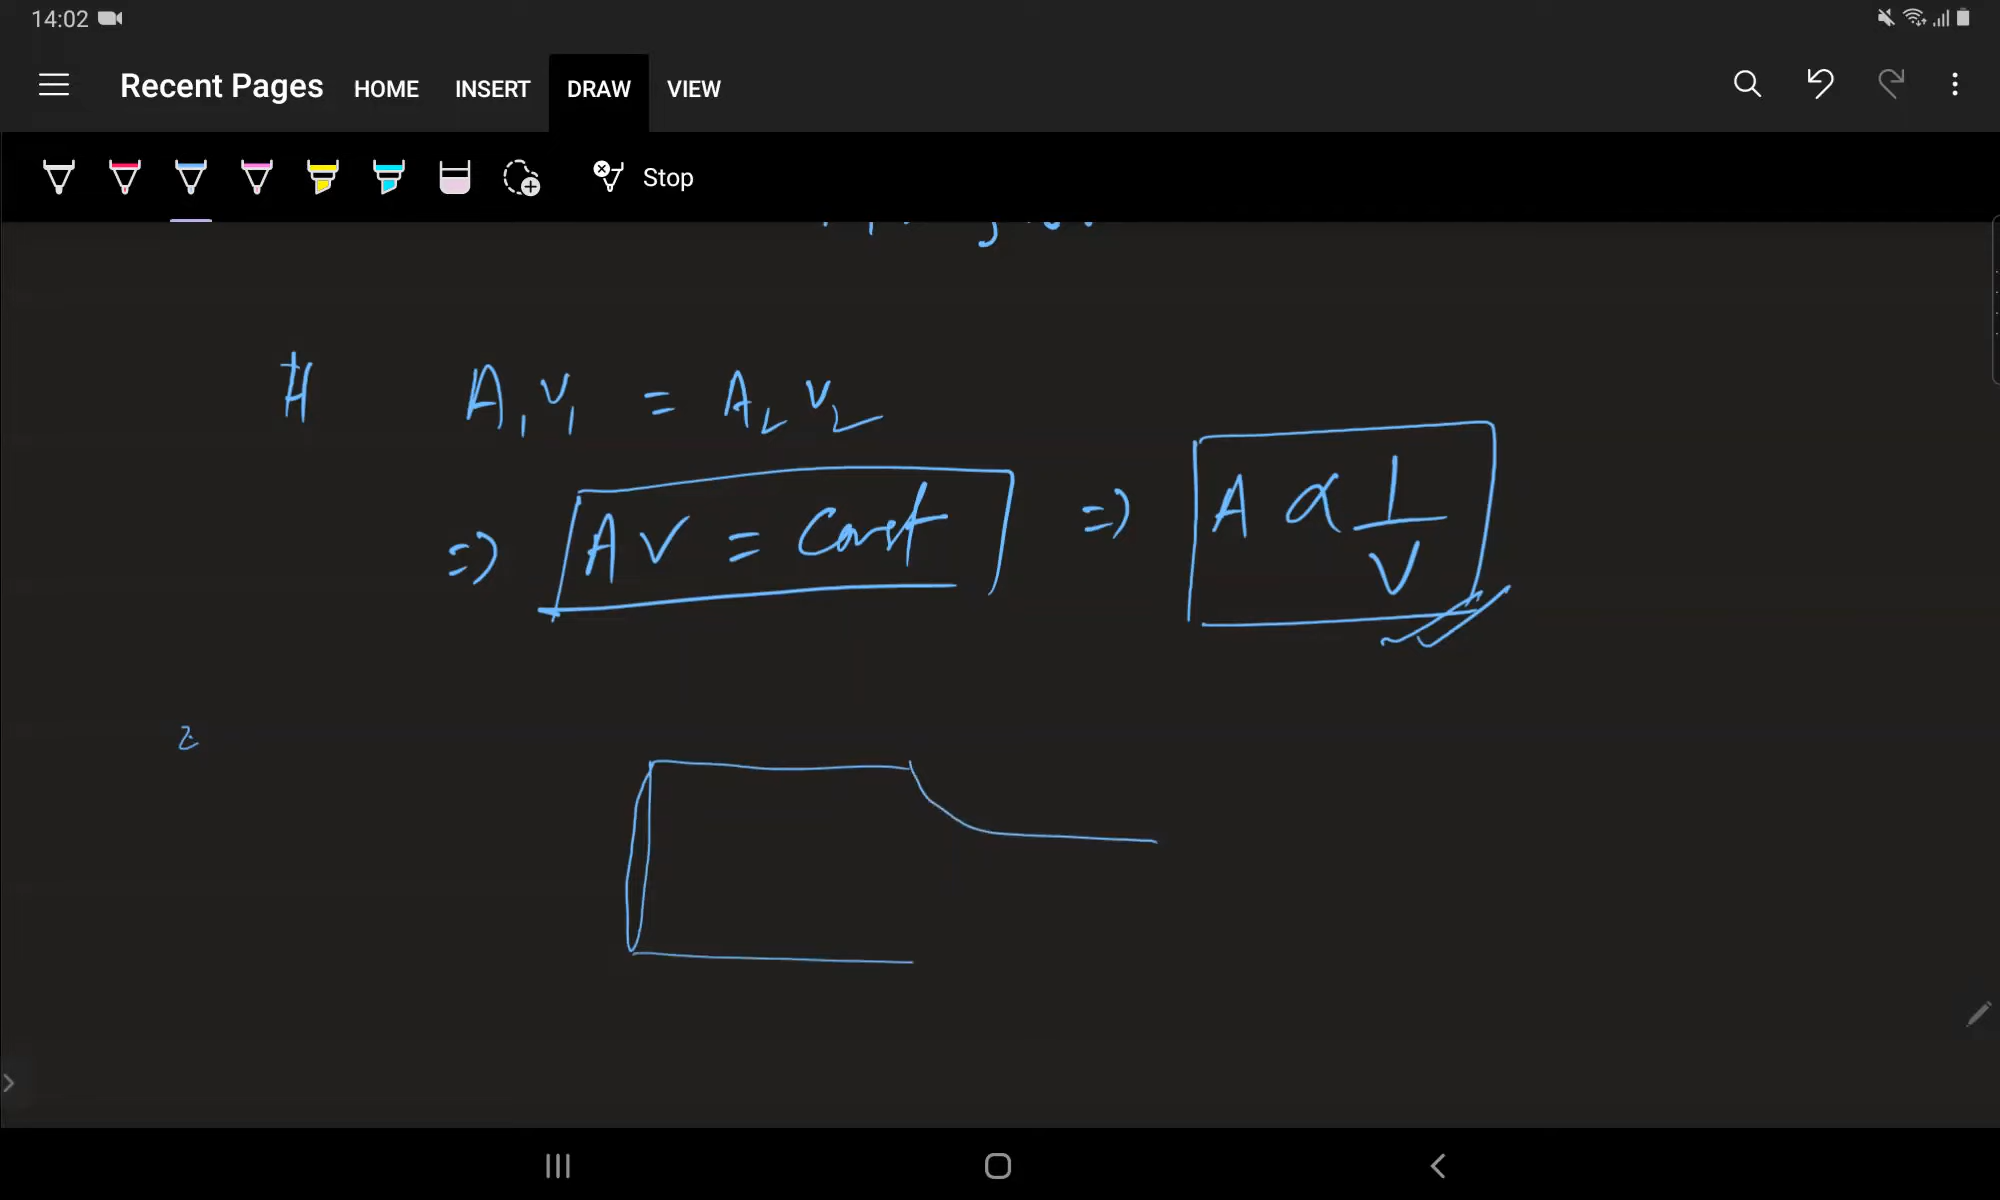 14:02
Recent Pages HOME INSERT DRAW VIEW
Stop
# A₁V₁ = A₂V₂
⇒ AV = Const ⇒ A ∝ 1/V
2